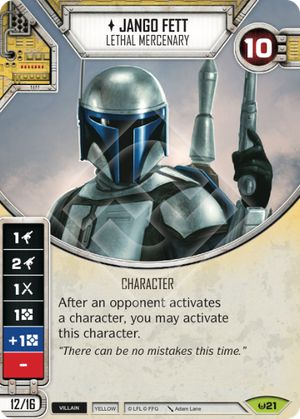 JANGO FETT
LETHAL MERCENARY
10
1
2
1
1
+1
-
CHARACTER
After an opponent activates
a character, you may activate
this character.
“There can be no mistakes this time.”
12/16
VILLAIN
YELLOW
© LFL © FFG
Adam Lane
21